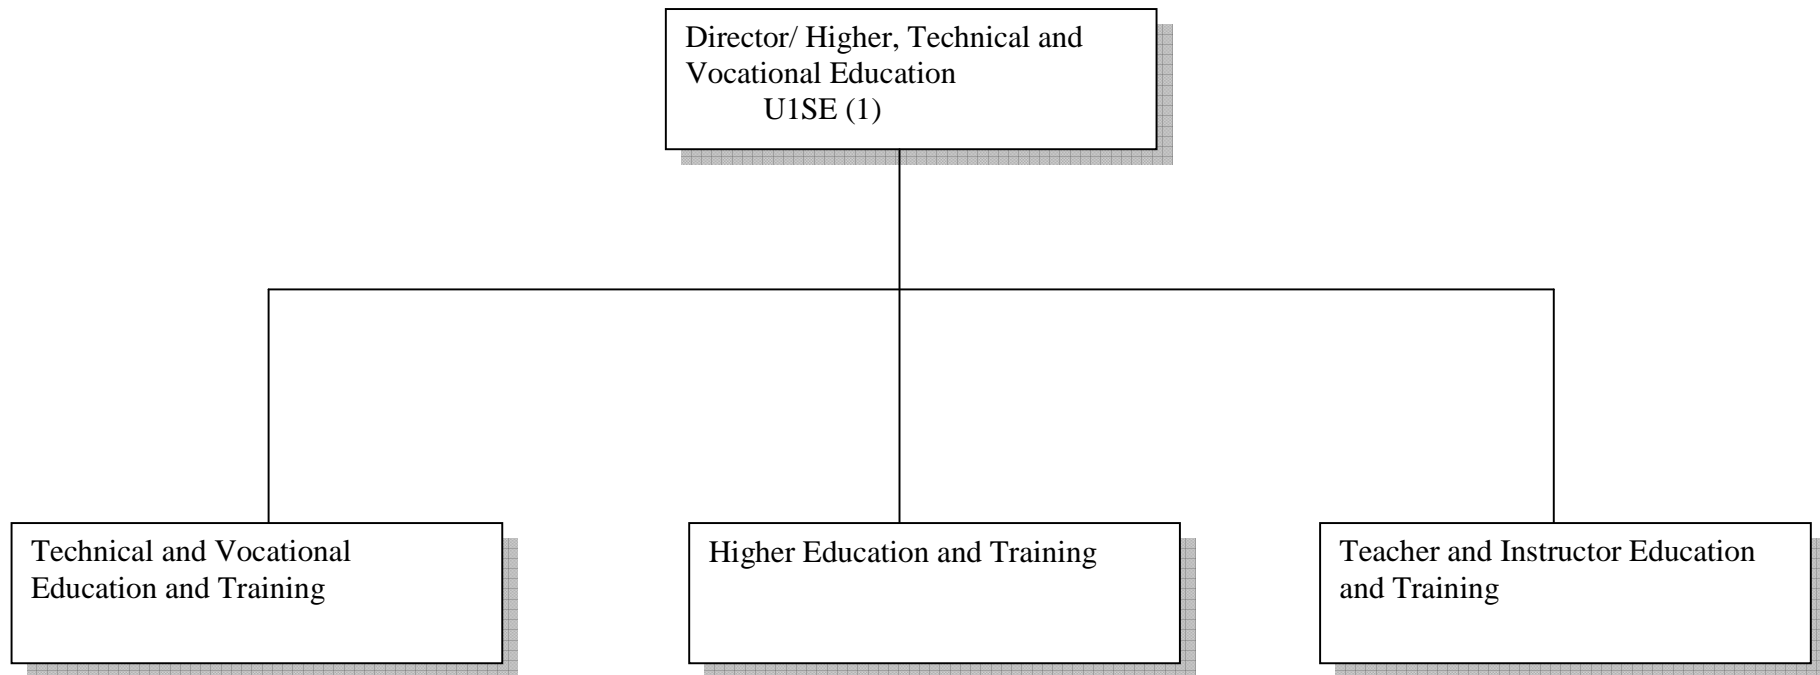 Director/ Higher, Technical and
Vocational Education
U1SE (1)
Technical and Vocational
Education and Training
Higher Education and Training
Teacher and Instructor Education
and Training